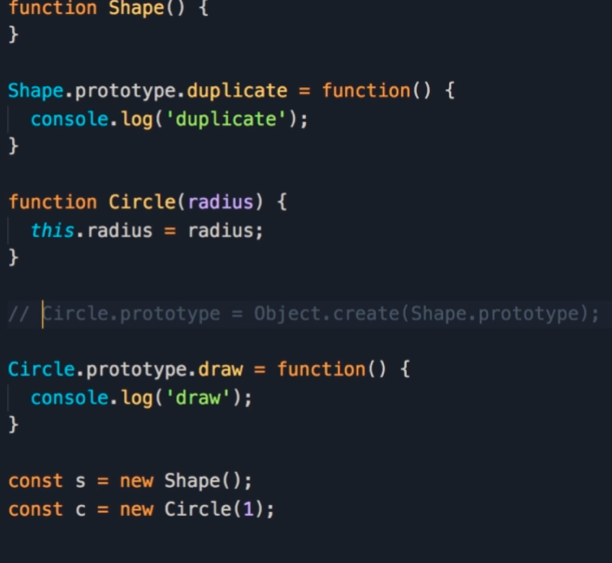 function Shape() {
}
Shape.prototype.duplicate = function() {
console.log('duplicate');
}
function Circle(radius) {
this.radius = radius;
}
// Circle.prototype = Object.create(Shape.prototype);
Circle.prototype.draw = function() {
console.log('draw');
}
const s = new Shape();
const c = new Circle(1);